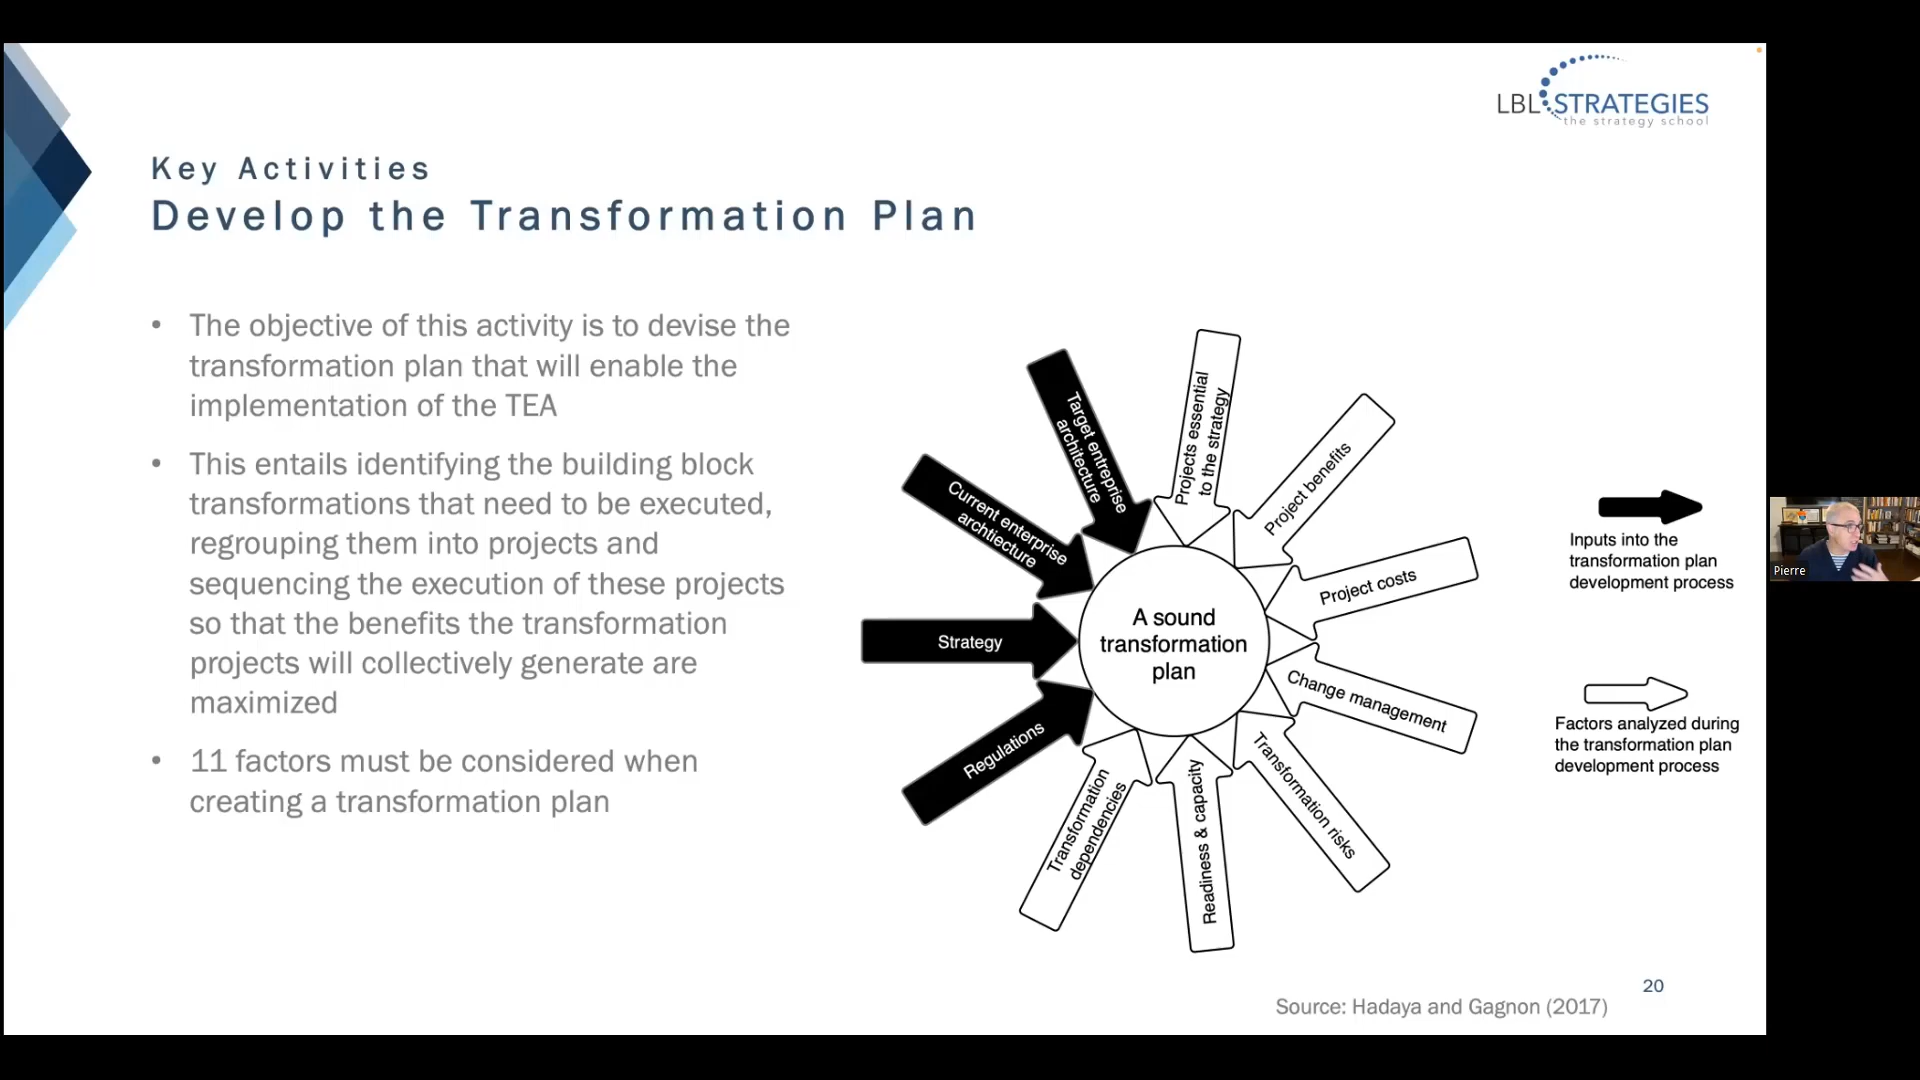 LBL STRATEGIES
the strategy school
Key Activities
Develop the Transformation Plan
• The objective of this activity is to devise the
transformation plan that will enable the
implementation of the TEA
• This entails identifying the building block
transformations that need to be executed,
regrouping them into projects and
sequencing the execution of these projects
so that the benefits the transformation
projects will collectively generate are
maximized
• 11 factors must be considered when
creating a transformation plan
Target entreprise
architecture
Current enterprise
archtiecture
Strategy
Regulations
Projects essential
to the strategy
Project benefits
Project costs
Change management
Transformation risks
Readiness & capacity
Transformation
dependencies
A sound
transformation
plan
Inputs into the
transformation plan
development process
Factors analyzed during
the transformation plan
development process
Pierre
20
Source: Hadaya and Gagnon (2017)